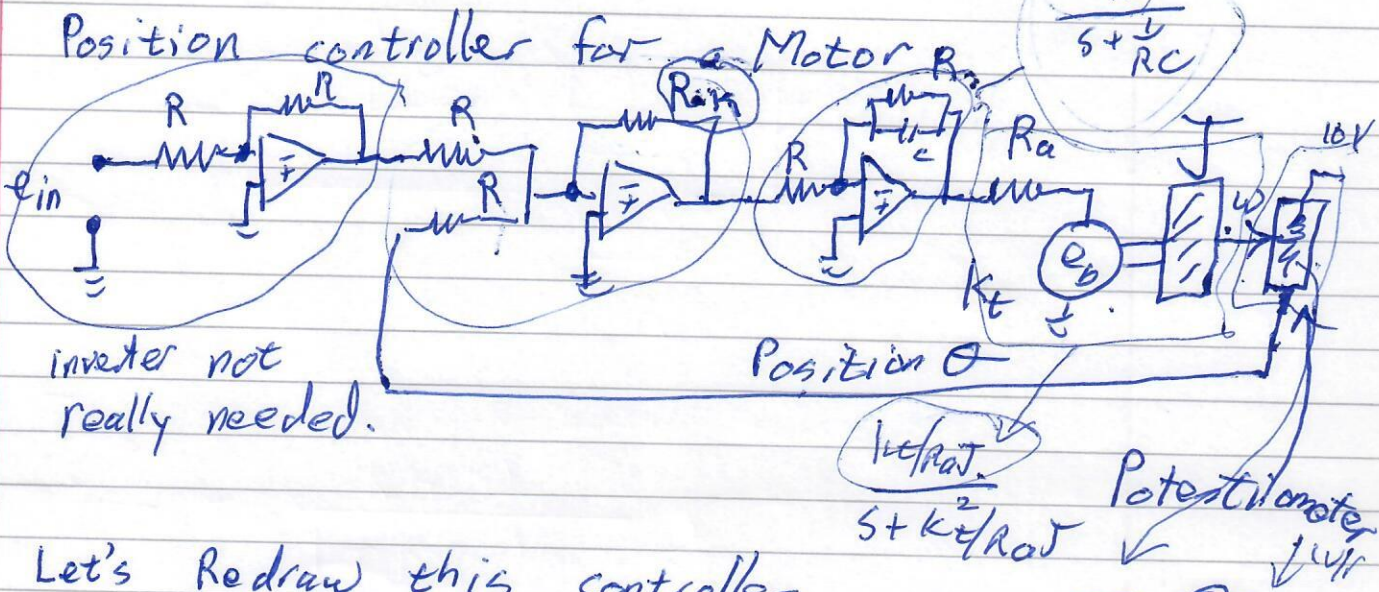 s + 1/RC
Position controller for a Motor
R R R R Rin R R C Ra J 10V
ein R ω
eb
Kt
inverter not
Position θ
really needed.
Kt/RaJ
s + Kt²/RaJ
Potentiometer
Let's Redraw this controller